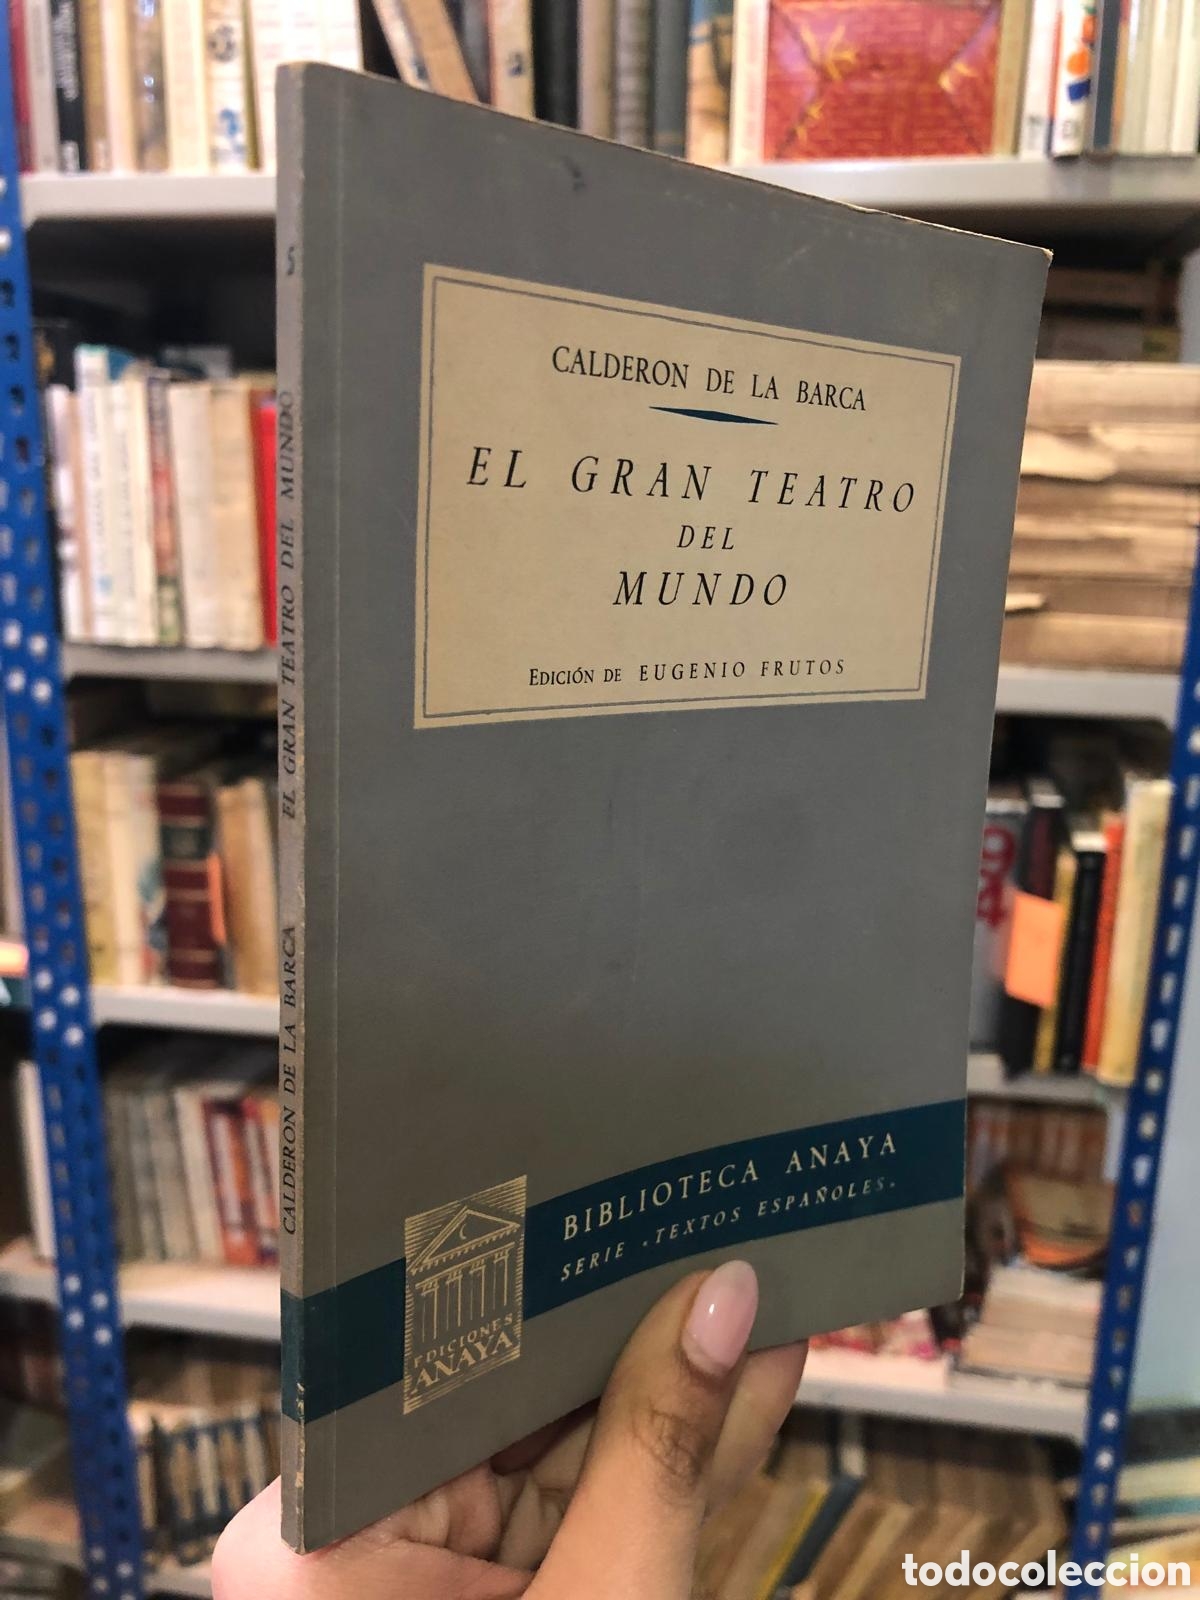 CALDERON DE LA BARCA
EL GRAN TEATRO
DEL
MUNDO
EDICIÓN DE EUGENIO FRUTOS
BIBLIOTECA ANAYA
SERIE «TEXTOS ESPAÑOLES»
EDICIONES
ANAYA
CALDERON DE LA BARCA EL GRAN TEATRO DEL MUNDO 5
todocoleccion